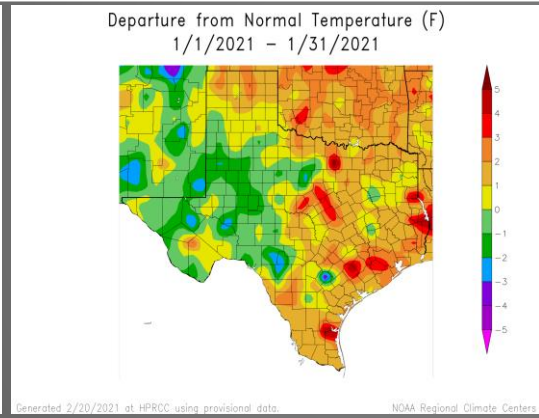 Departure from Normal Temperature (F)
1/1/2021 – 1/31/2021
5
4
3
2
1
0
-1
-2
-3
-4
-5
Generated 2/20/2021 at HPRCC using provisional data.
NOAA Regional Climate Centers